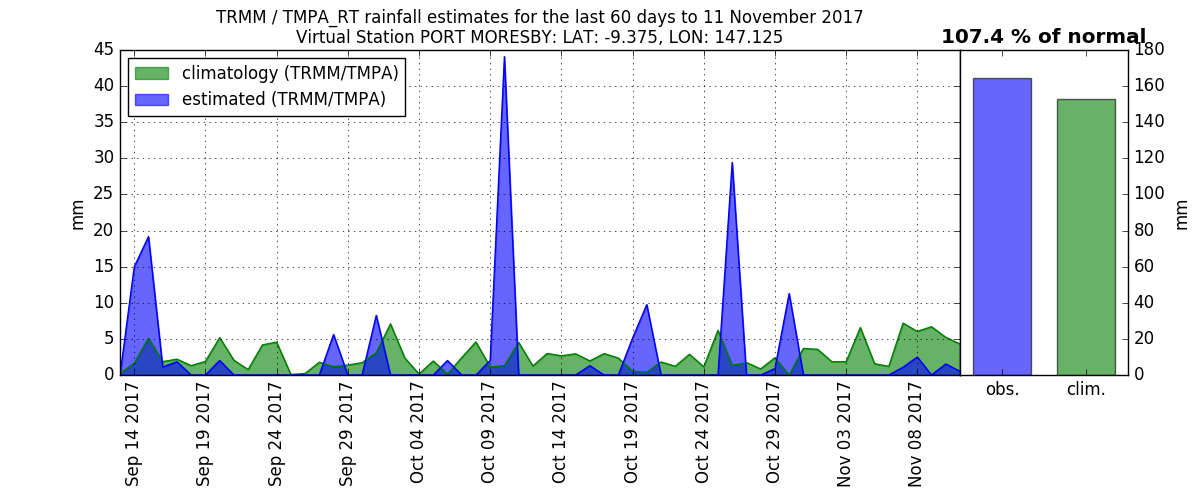 TRMM / TMPA_RT rainfall estimates for the last 60 days to 11 November 2017
Virtual Station PORT MORESBY: LAT: -9.375, LON: 147.125
107.4 % of normal
climatology (TRMM/TMPA)
estimated (TRMM/TMPA)
mm
45
40
35
30
25
20
15
10
5
0
Sep 14 2017
Sep 19 2017
Sep 24 2017
Sep 29 2017
Oct 04 2017
Oct 09 2017
Oct 14 2017
Oct 19 2017
Oct 24 2017
Oct 29 2017
Nov 03 2017
Nov 08 2017
180
160
140
120
100
80
60
40
20
0
mm
obs.
clim.